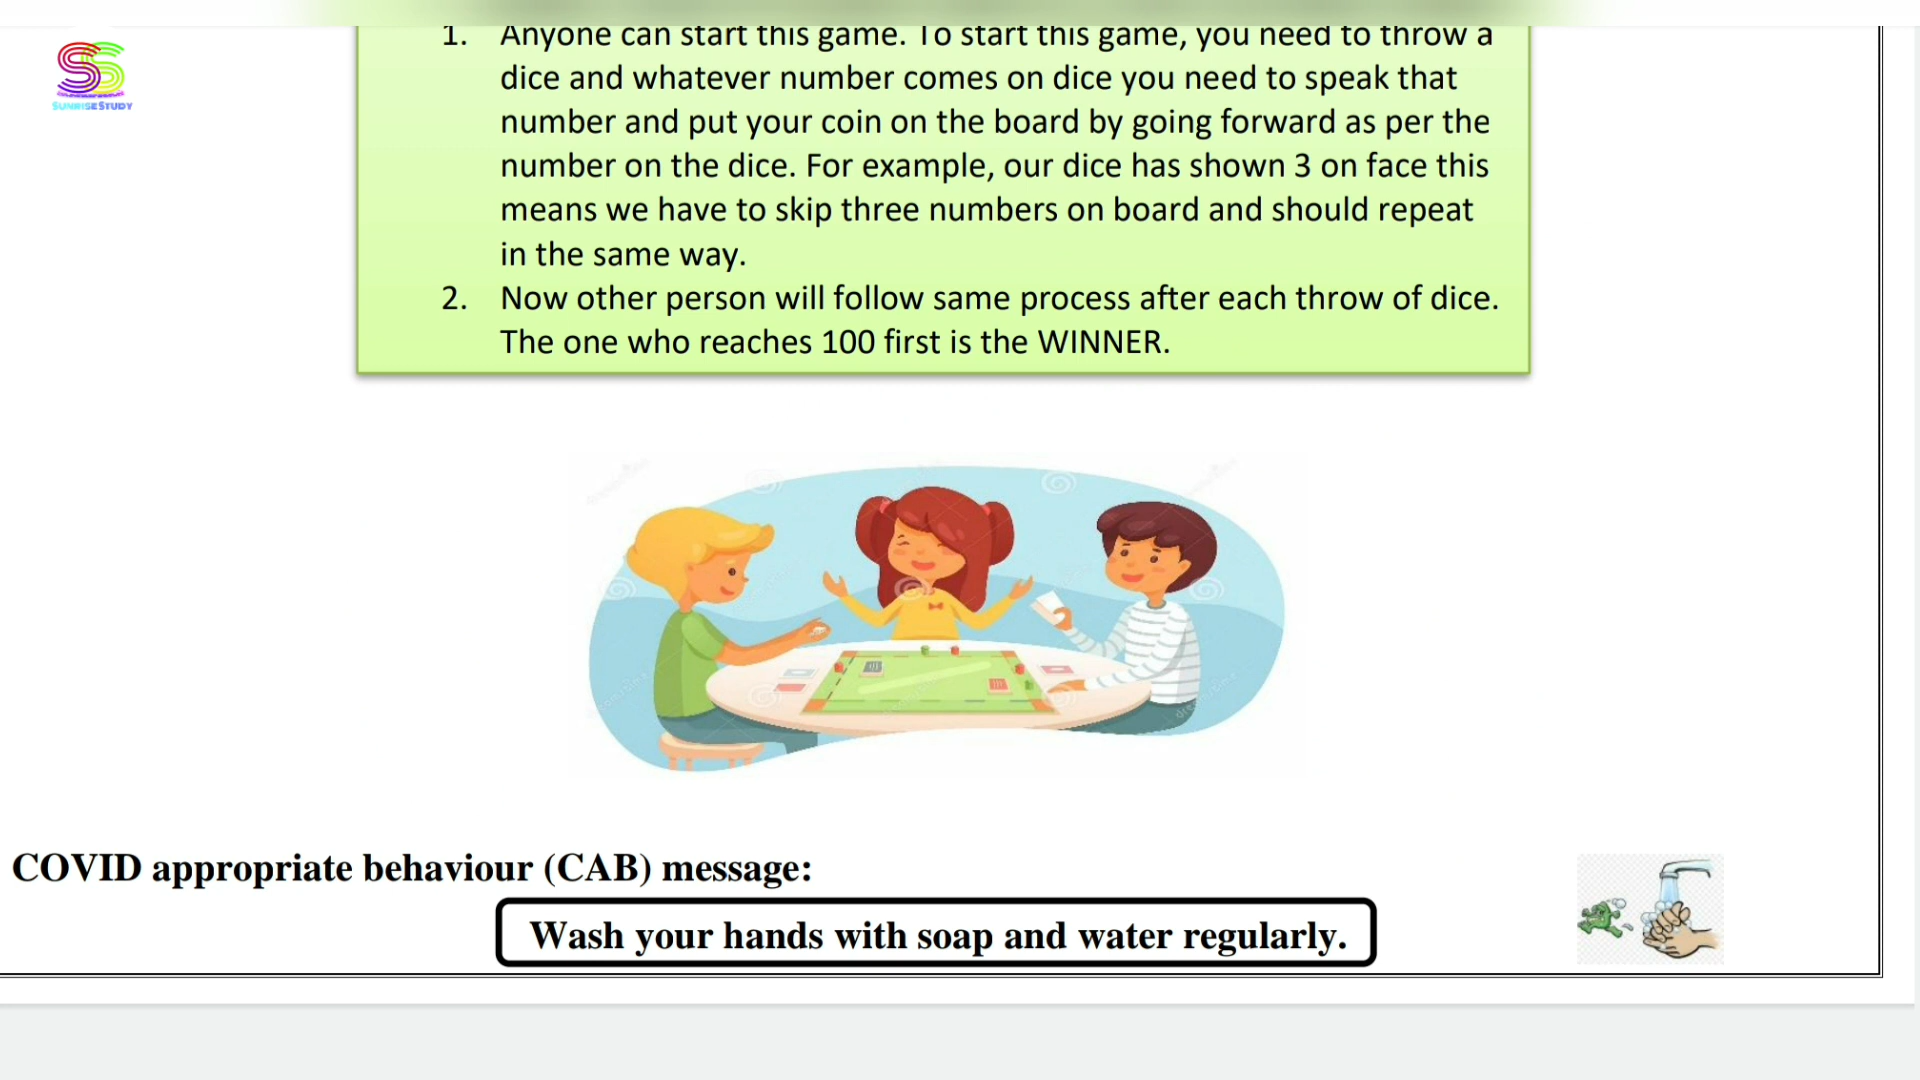 SUNRISE STUDY
1. Anyone can start this game. To start this game, you need to throw a
dice and whatever number comes on dice you need to speak that
number and put your coin on the board by going forward as per the
number on the dice. For example, our dice has shown 3 on face this
means we have to skip three numbers on board and should repeat
in the same way.
2. Now other person will follow same process after each throw of dice.
The one who reaches 100 first is the WINNER.
COVID appropriate behaviour (CAB) message:
Wash your hands with soap and water regularly.